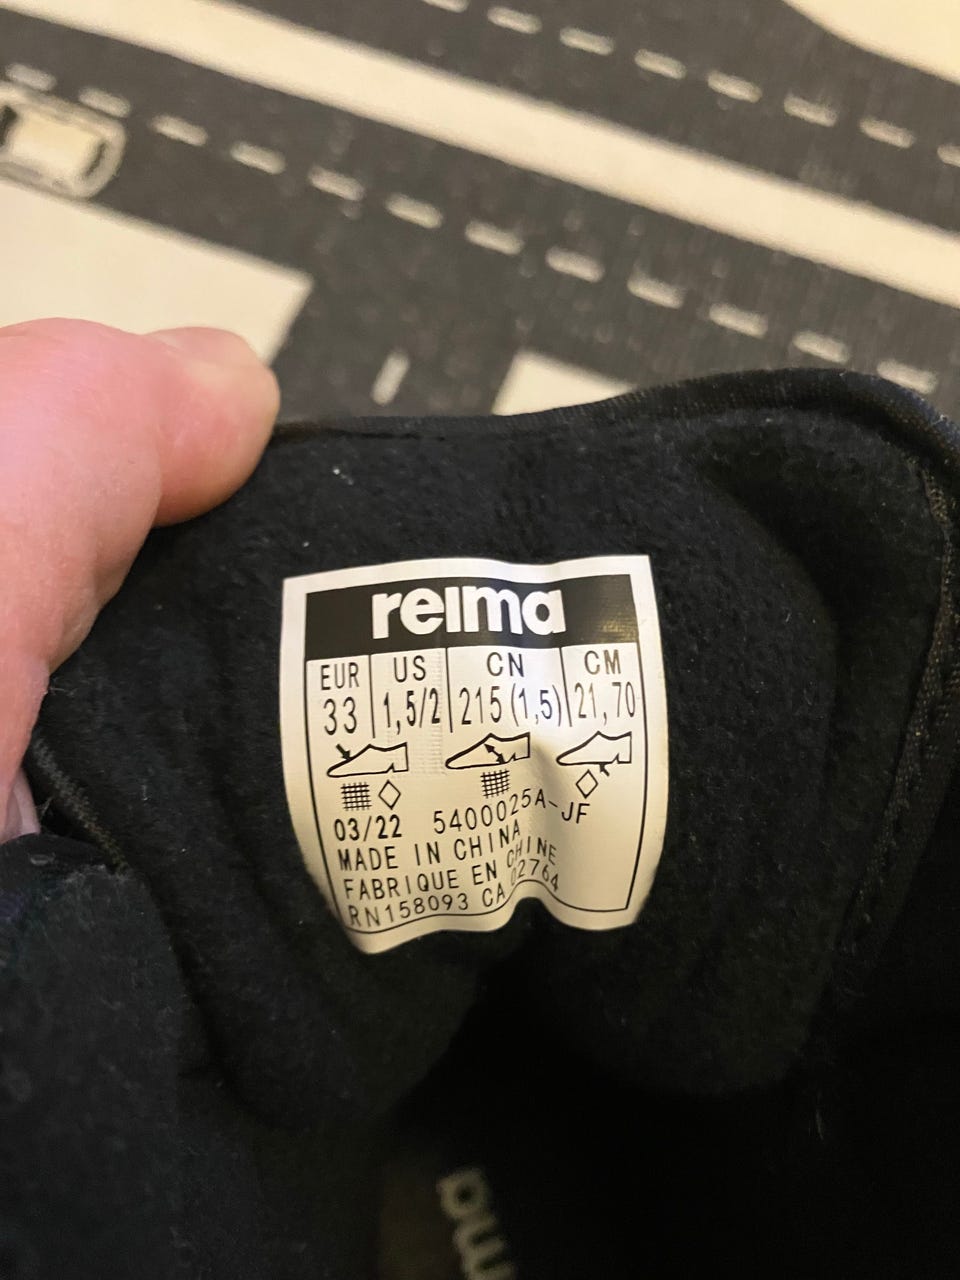 reima
EUR US CN CM
33 1,5/2 215(1,5) 21,70
03/22 5400025A-JF
MADE IN CHINA
FABRIQUE EN CHINE
RN158093 CA 02764
ma